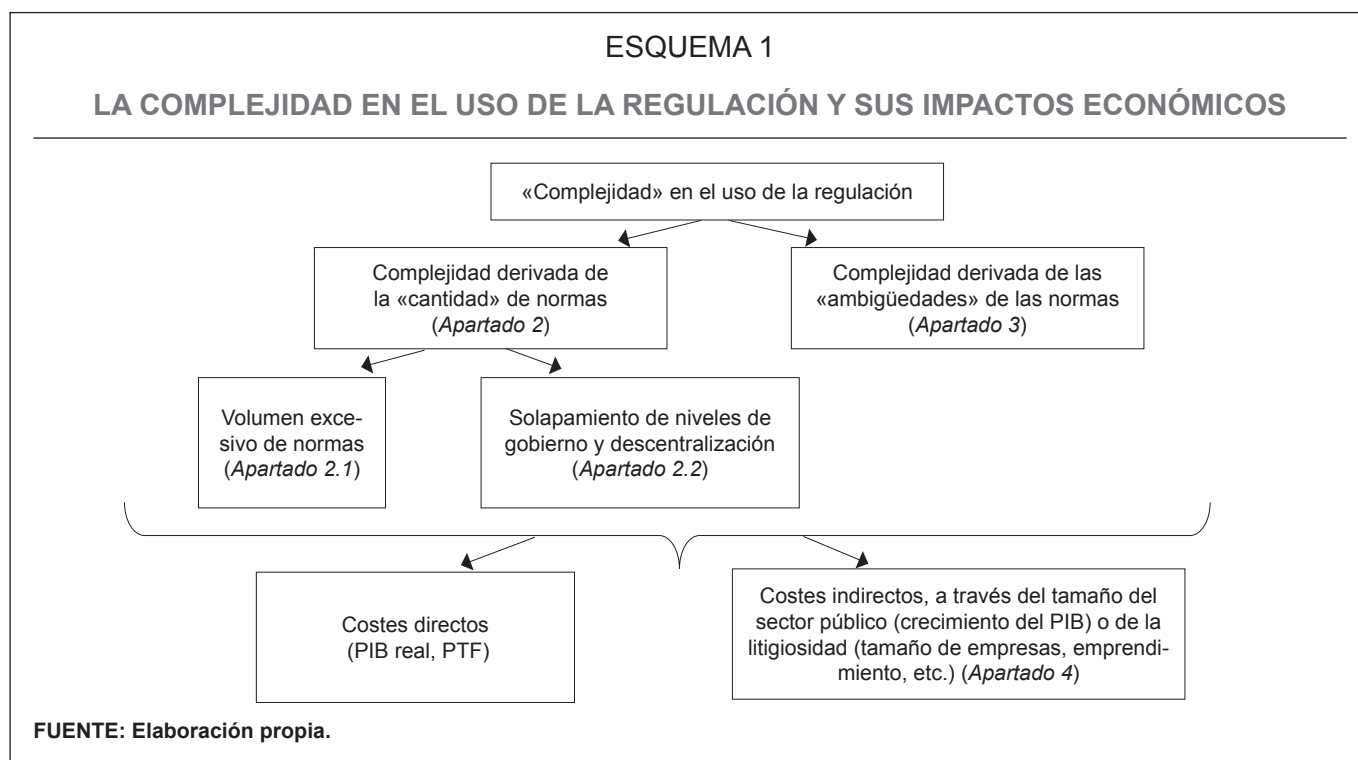 ESQUEMA 1
LA COMPLEJIDAD EN EL USO DE LA REGULACIÓN Y SUS IMPACTOS ECONÓMICOS
«Complejidad» en el uso de la regulación
Complejidad derivada de
la «cantidad» de normas
(Apartado 2)
Complejidad derivada de las
«ambigüedades» de las normas
(Apartado 3)
Volumen exce-
sivo de normas
(Apartado 2.1)
Solapamiento de niveles de
gobierno y descentralización
(Apartado 2.2)
Costes directos
(PIB real, PTF)
Costes indirectos, a través del tamaño del
sector público (crecimiento del PIB) o de la
litigiosidad (tamaño de empresas, emprendi-
miento, etc.) (Apartado 4)
FUENTE: Elaboración propia.